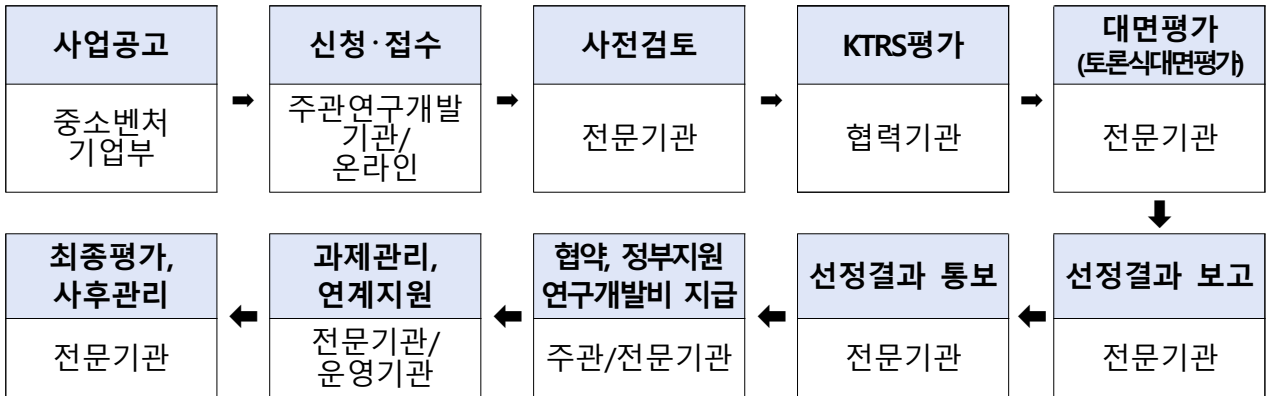 사업공고
중소벤처
기업부
➡
신청·접수
주관연구개발
기관/
온라인
➡
사전검토
전문기관
➡
KTRS평가
협력기관
➡
대면평가
(토론식대면평가)
전문기관
⬇
선정결과 보고
전문기관
⬅
선정결과 통보
전문기관
⬅
협약, 정부지원
연구개발비 지급
주관/전문기관
⬅
과제관리,
연계지원
전문기관/
운영기관
⬅
최종평가,
사후관리
전문기관